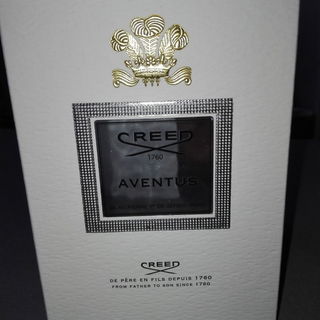 CREED
1760
AVENTUS
CREED
DE PÈRE EN FILS DEPUIS 1760
FROM FATHER TO SON SINCE 1760